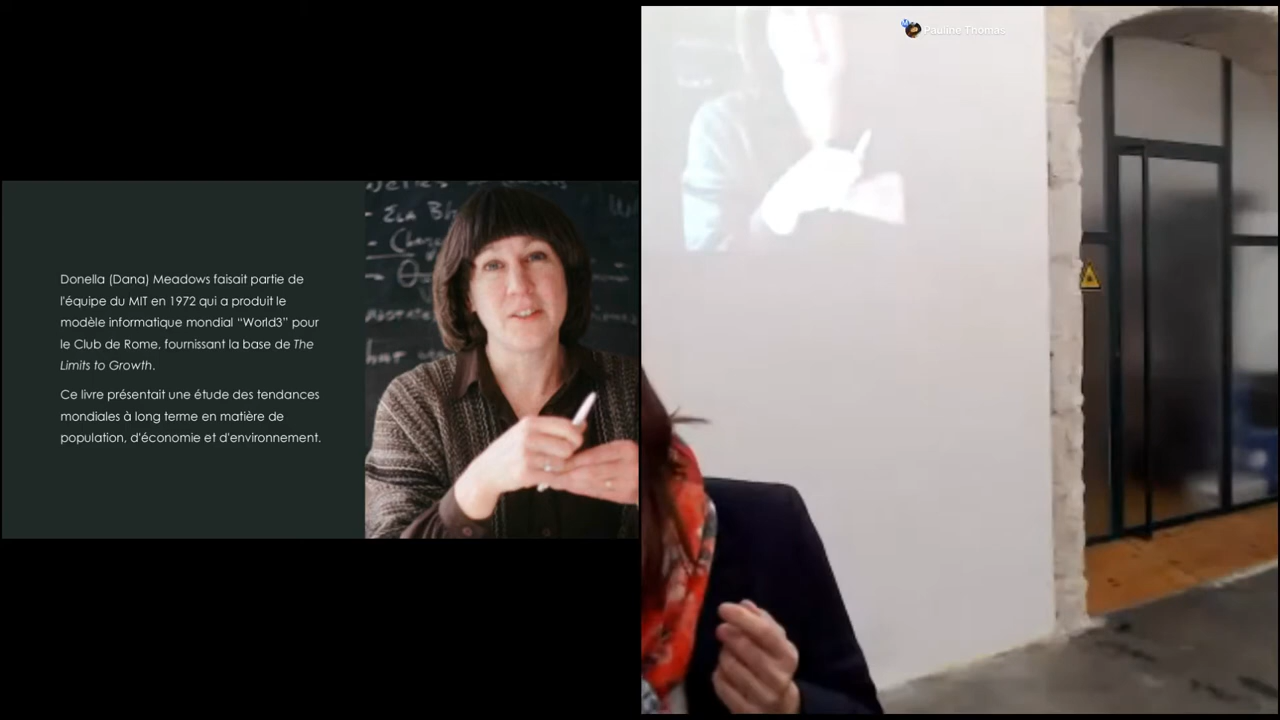 Donella (Dana) Meadows faisait partie de
l'équipe du MIT en 1972 qui a produit le
modèle informatique mondial “World3” pour
le Club de Rome, fournissant la base de The
Limits to Growth.
Ce livre présentait une étude des tendances
mondiales à long terme en matière de
population, d'économie et d'environnement.
Pauline Thomas